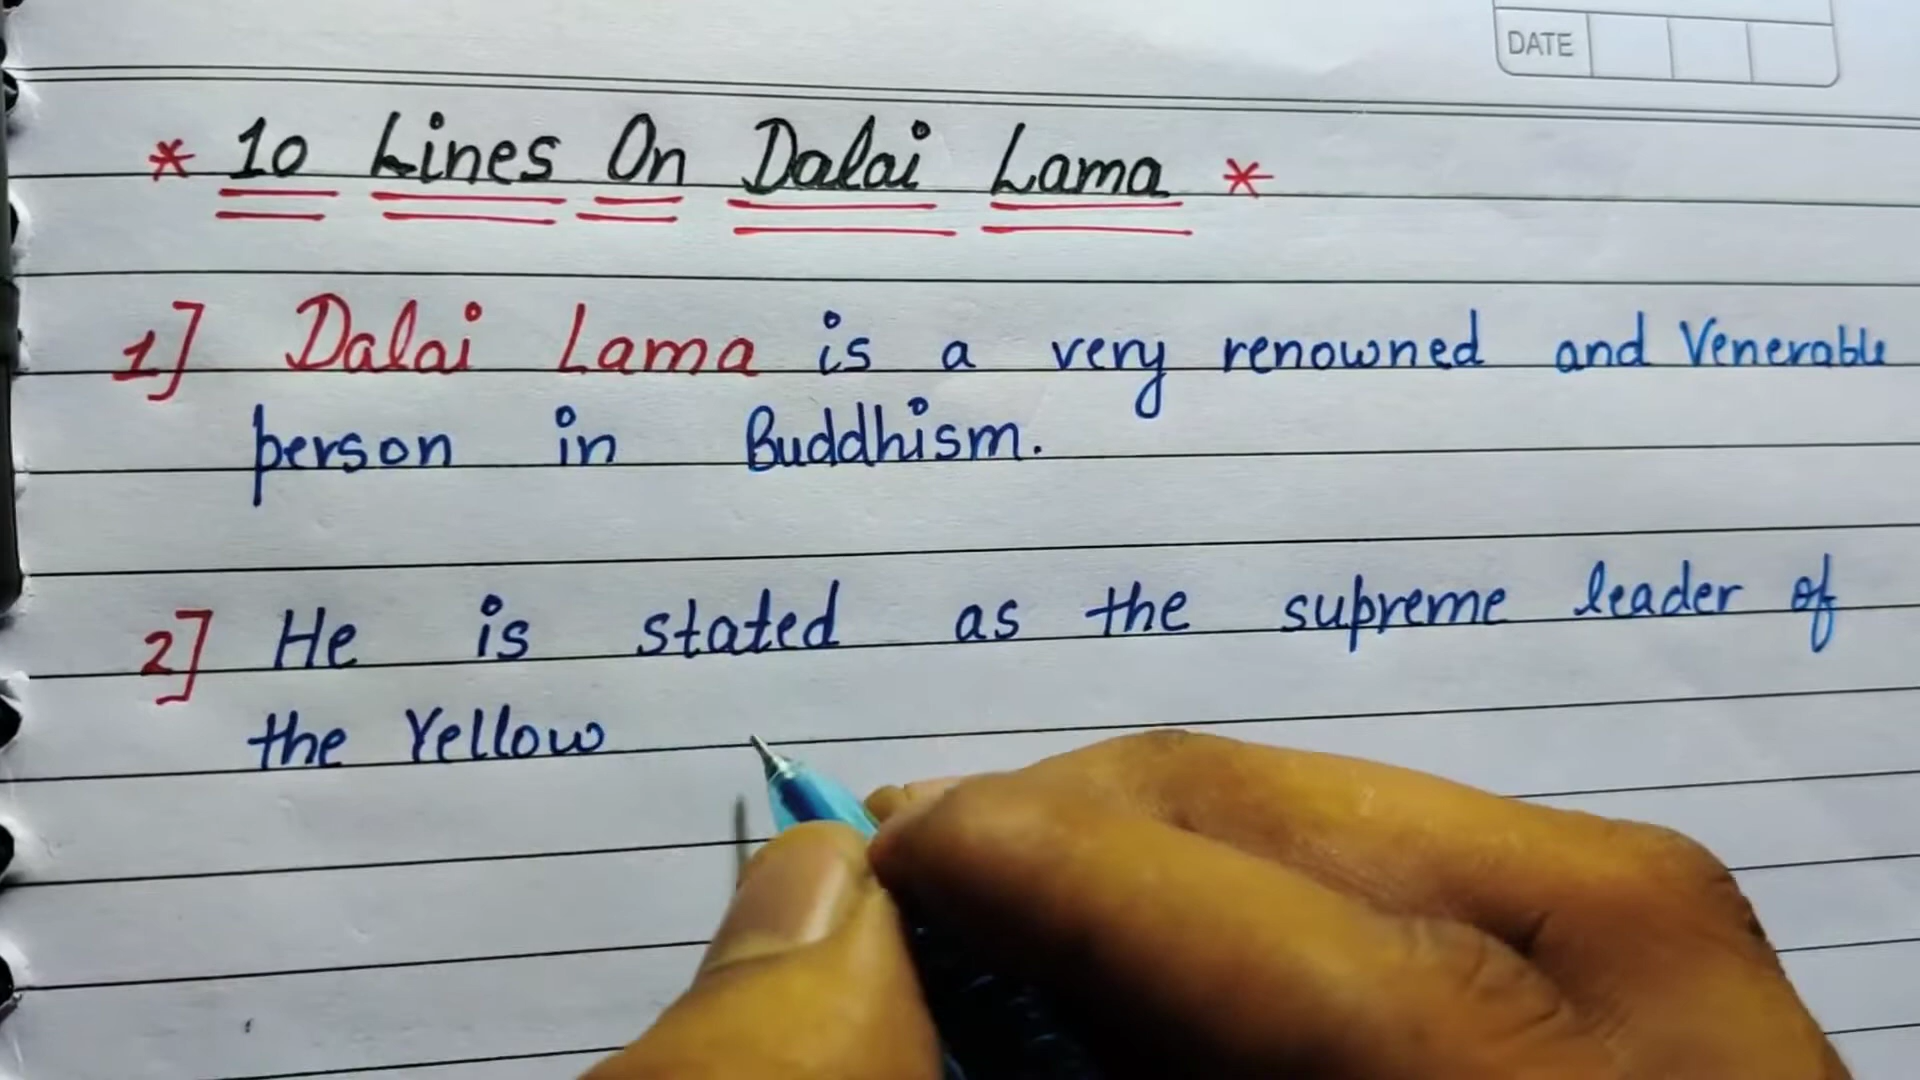 DATE
* 10 Lines On Dalai Lama *
1] Dalai Lama is a very renowned and Venerable
person in Buddhism.
2] He is stated as the supreme leader of
the Yellow